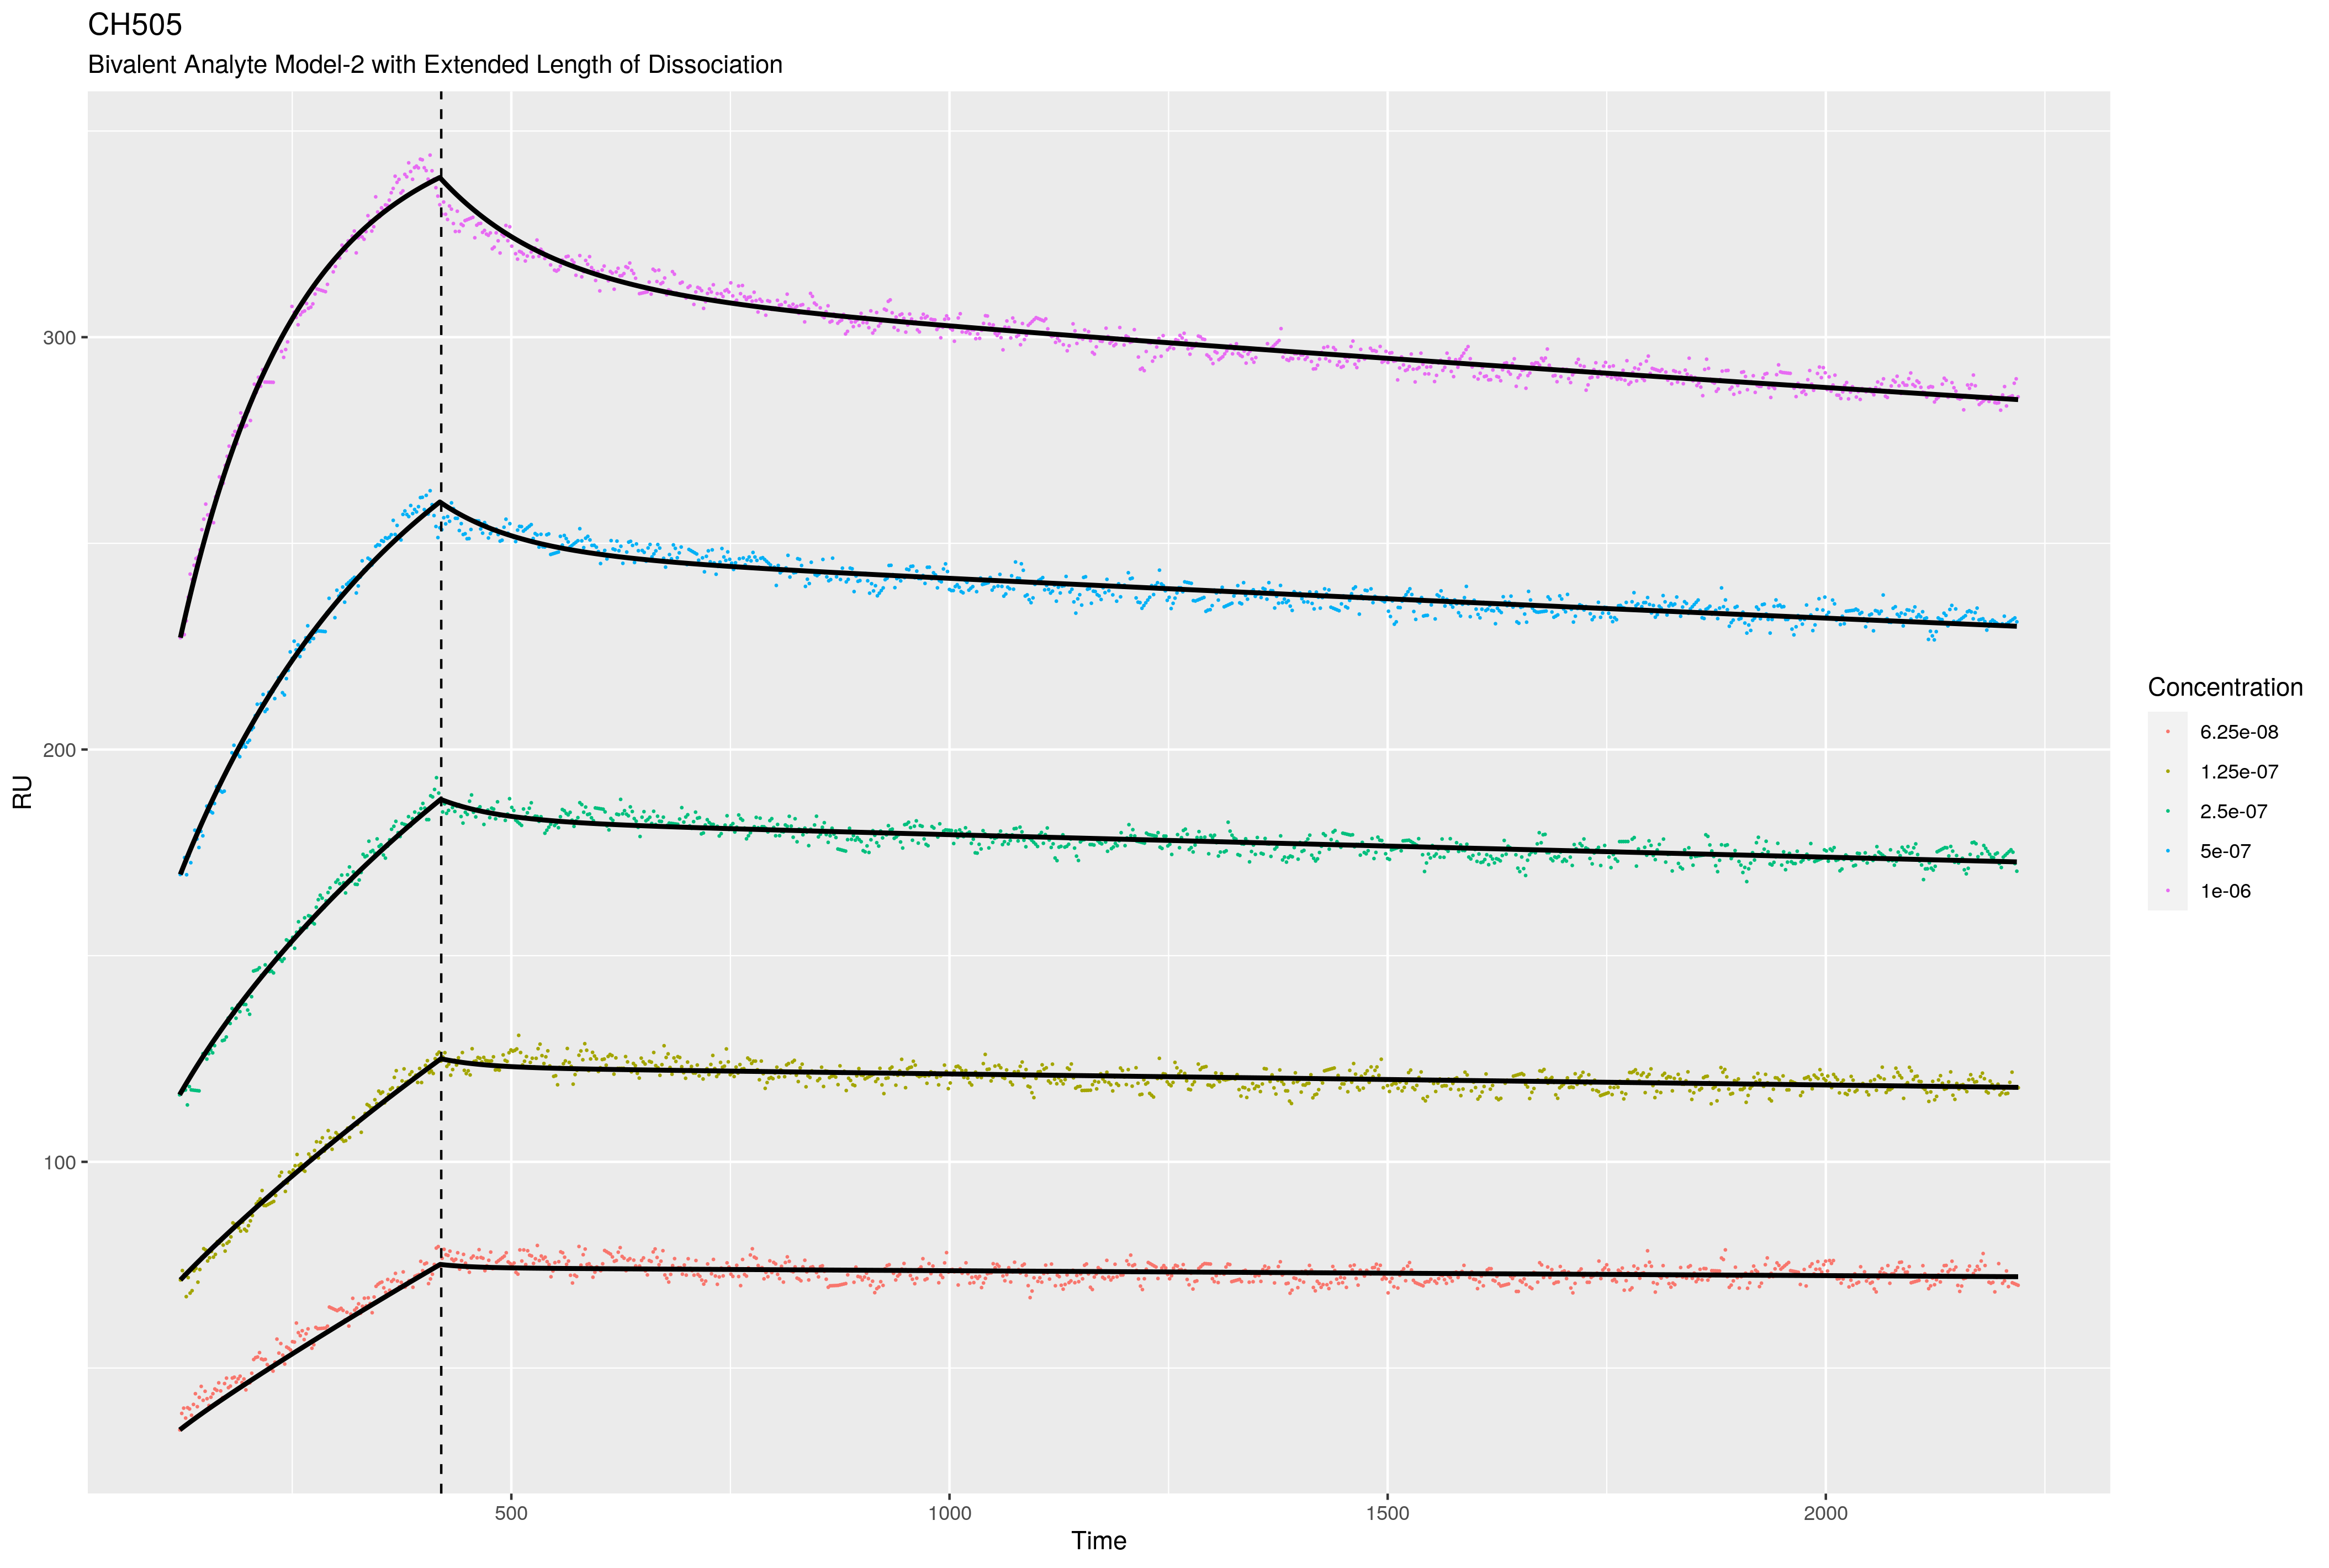 CH505
Bivalent Analyte Model-2 with Extended Length of Dissociation
300
200
100
RU
500
1000
1500
2000
Time
Concentration
6.25e-08
1.25e-07
2.5e-07
5e-07
1e-06